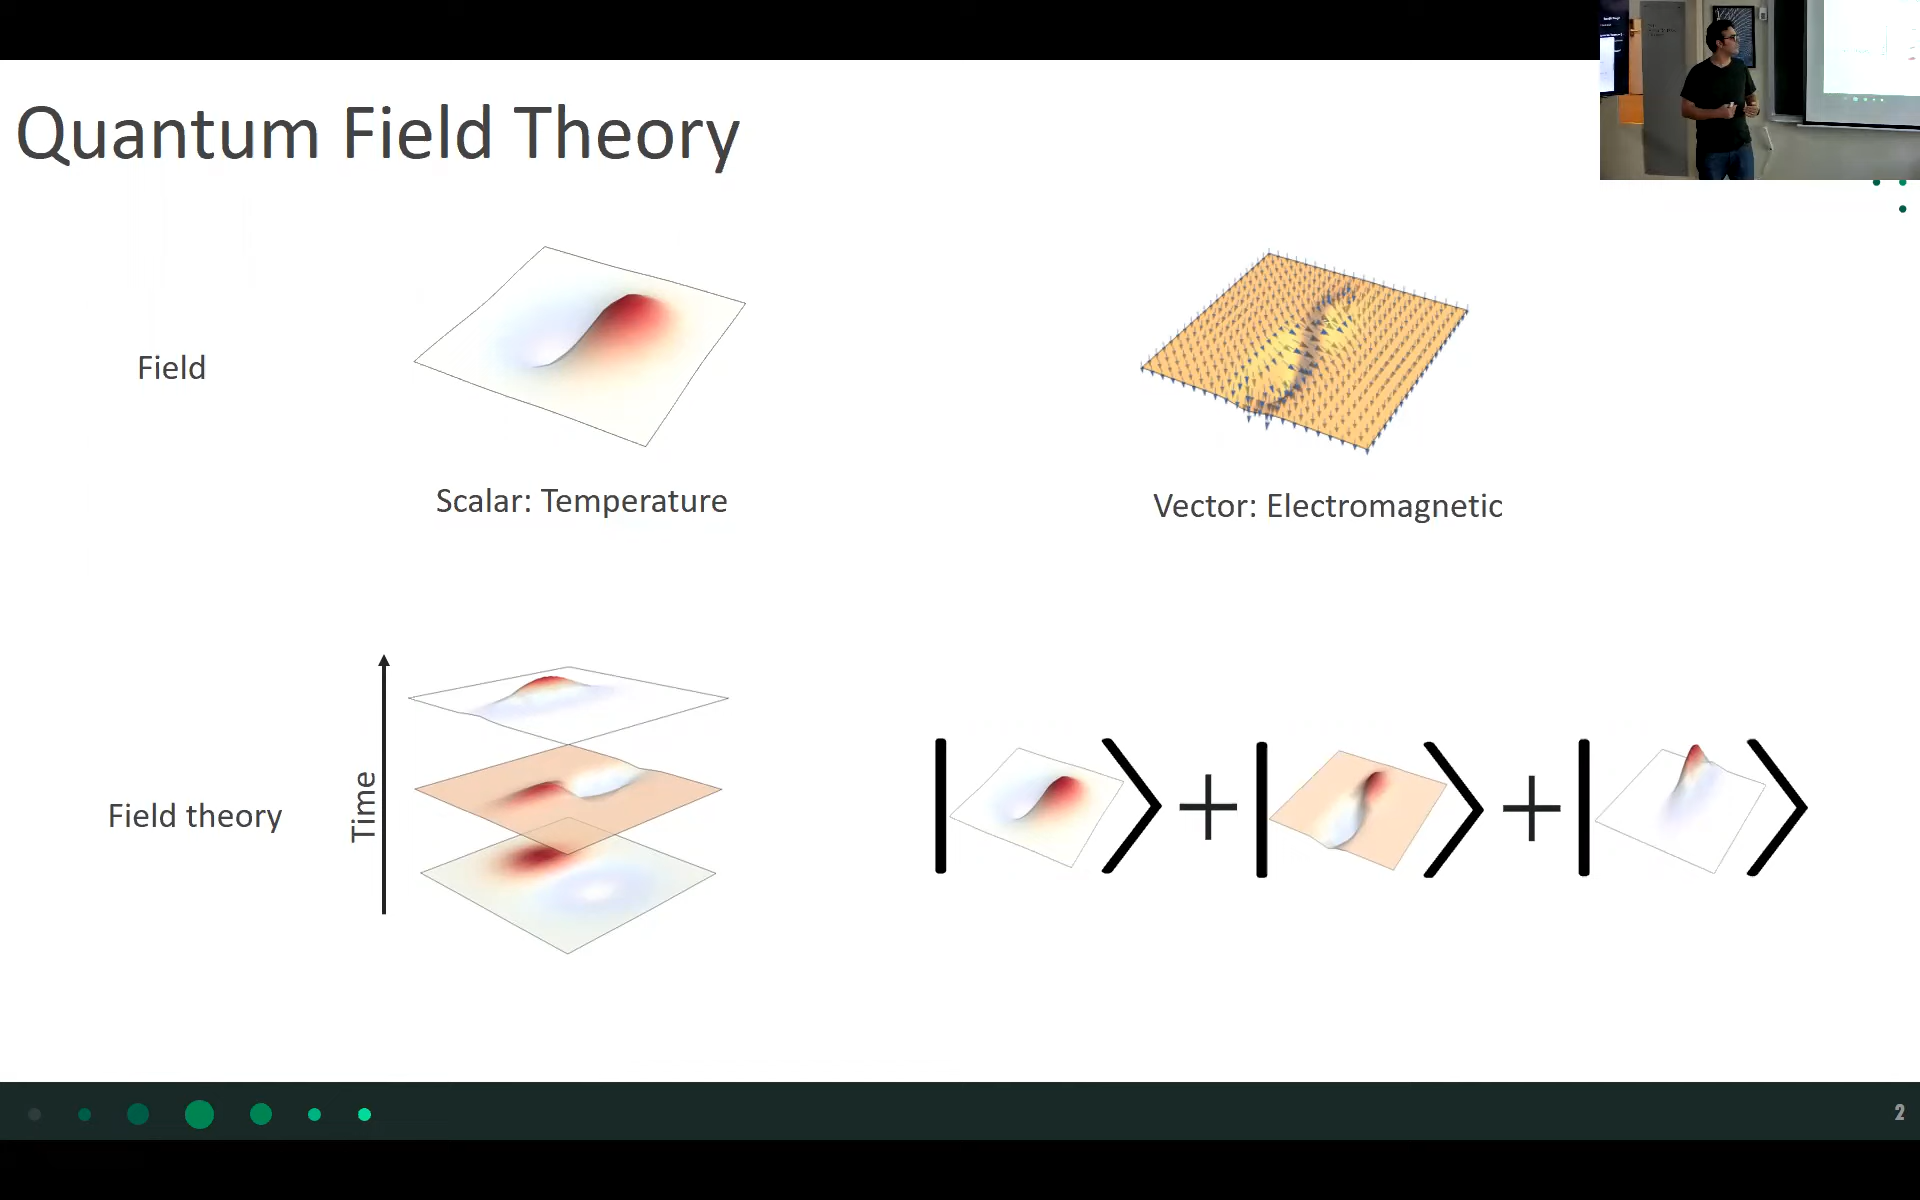 Quantum Field Theory
Field
Scalar: Temperature
Vector: Electromagnetic
Time
Field theory
2